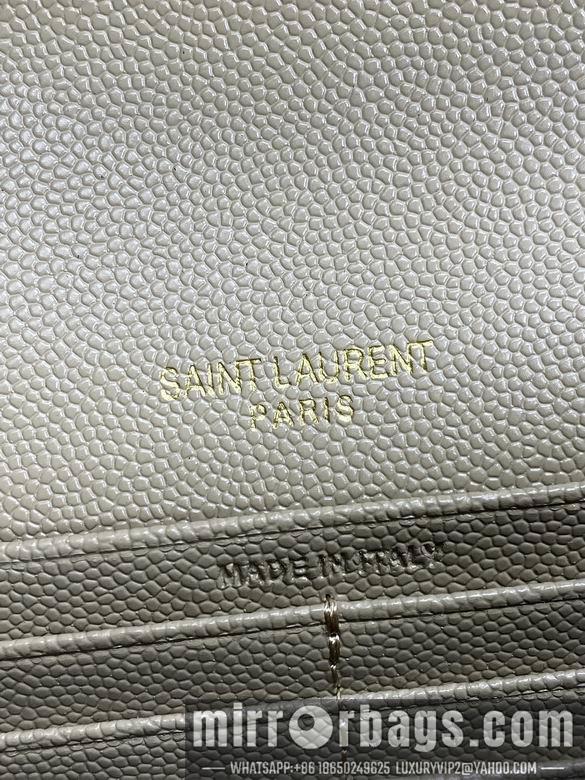 SAINT LAURENT
PARIS
MADE IN ITALY
mirrorbags.com
WHATSAPP:+86 18650249625 LUXURYVIP2@YAHOO.COM